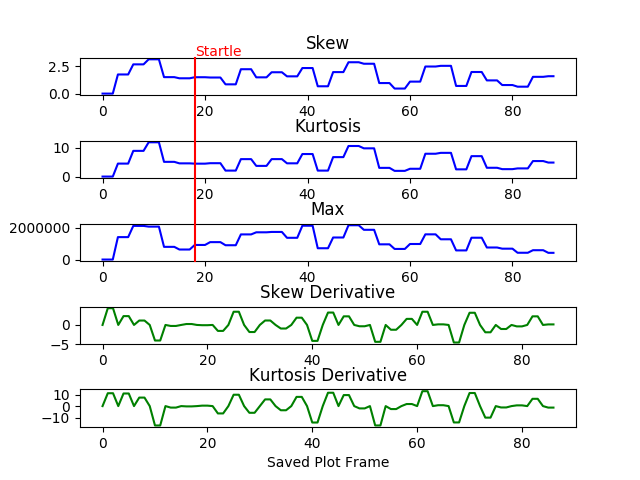 Startle
Skew
2.5
0.0
0 20 40 60 80
Kurtosis
10
0
0 20 40 60 80
Max
2000000
0
0 20 40 60 80
Skew Derivative
0
−5
0 20 40 60 80
Kurtosis Derivative
10
0
−10
0 20 40 60 80
Saved Plot Frame